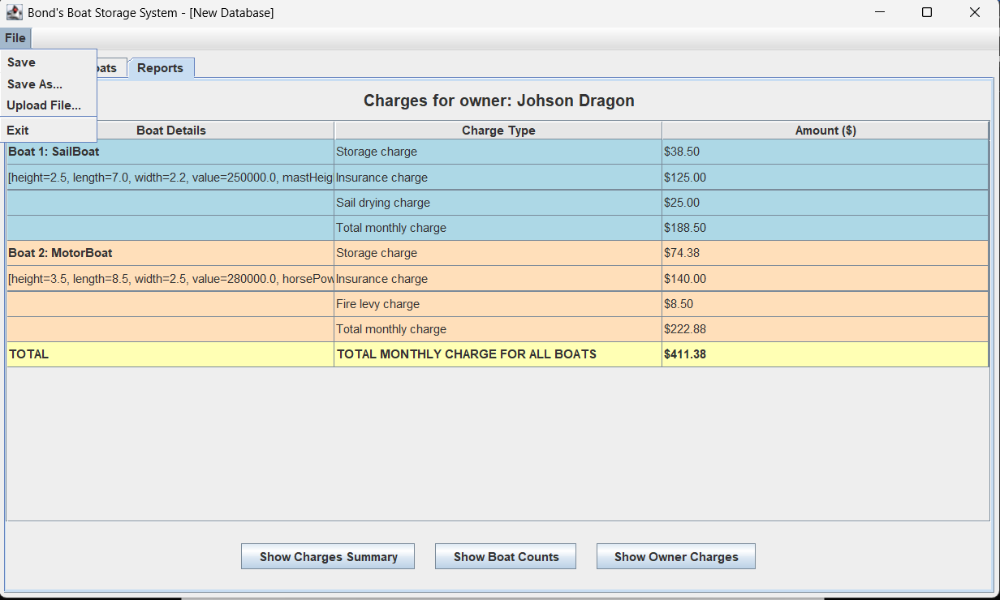 Bond's Boat Storage System - [New Database]
File
Save
Save As...
Upload File...
Exit
Reports
Charges for owner: Johson Dragon
Boat Details Charge Type Amount ($)
Boat 1: SailBoat Storage charge $38.50
[height=2.5, length=7.0, width=2.2, value=250000.0, mastHeig Insurance charge $125.00
Sail drying charge $25.00
Total monthly charge $188.50
Boat 2: MotorBoat Storage charge $74.38
[height=3.5, length=8.5, width=2.5, value=280000.0, horsePow Insurance charge $140.00
Fire levy charge $8.50
Total monthly charge $222.88
TOTAL TOTAL MONTHLY CHARGE FOR ALL BOATS $411.38
Show Charges Summary Show Boat Counts Show Owner Charges